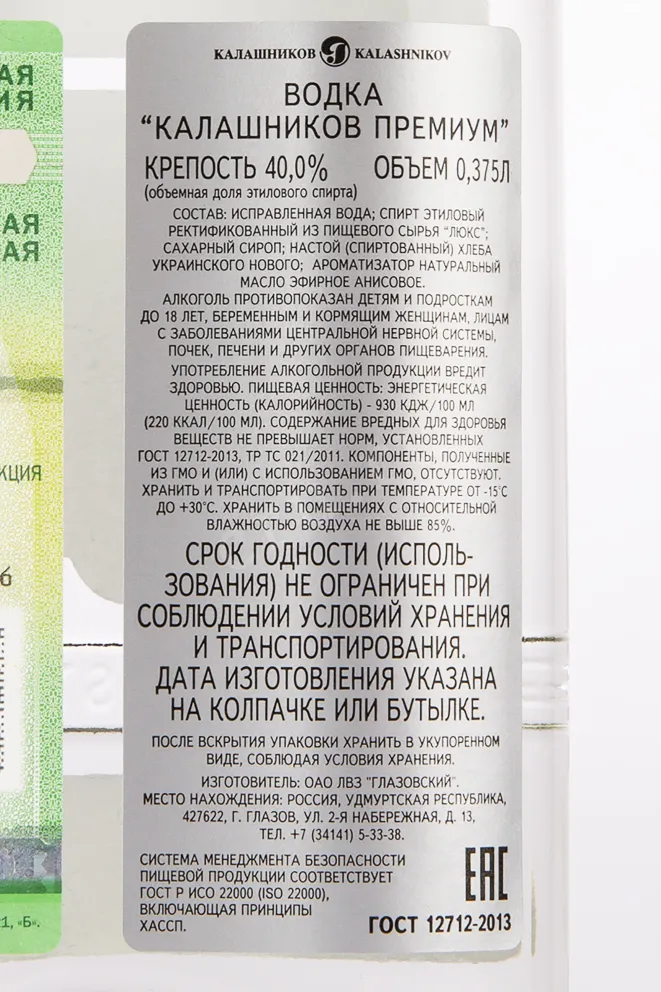 АЯ
ИЯ
АЯ
АЯ
КЦИЯ
б
1, «Б».
КАЛАШНИКОВ KALASHNIKOV
ВОДКА
“КАЛАШНИКОВ ПРЕМИУМ”
КРЕПОСТЬ 40,0% ОБЪЕМ 0,375Л
(объемная доля этилового спирта)
СОСТАВ: ИСПРАВЛЕННАЯ ВОДА; СПИРТ ЭТИЛОВЫЙ
РЕКТИФИКОВАННЫЙ ИЗ ПИЩЕВОГО СЫРЬЯ “ЛЮКС”;
САХАРНЫЙ СИРОП; НАСТОЙ (СПИРТОВАННЫЙ) ХЛЕБА
УКРАИНСКОГО НОВОГО; АРОМАТИЗАТОР НАТУРАЛЬНЫЙ
МАСЛО ЭФИРНОЕ АНИСОВОЕ.
АЛКОГОЛЬ ПРОТИВОПОКАЗАН ДЕТЯМ И ПОДРОСТКАМ
ДО 18 ЛЕТ, БЕРЕМЕННЫМ И КОРМЯЩИМ ЖЕНЩИНАМ, ЛИЦАМ
С ЗАБОЛЕВАНИЯМИ ЦЕНТРАЛЬНОЙ НЕРВНОЙ СИСТЕМЫ,
ПОЧЕК, ПЕЧЕНИ И ДРУГИХ ОРГАНОВ ПИЩЕВАРЕНИЯ.
УПОТРЕБЛЕНИЕ АЛКОГОЛЬНОЙ ПРОДУКЦИИ ВРЕДИТ
ЗДОРОВЬЮ. ПИЩЕВАЯ ЦЕННОСТЬ: ЭНЕРГЕТИЧЕСКАЯ
ЦЕННОСТЬ (КАЛОРИЙНОСТЬ) - 930 КДЖ/100 МЛ
(220 ККАЛ/100 МЛ). СОДЕРЖАНИЕ ВРЕДНЫХ ДЛЯ ЗДОРОВЬЯ
ВЕЩЕСТВ НЕ ПРЕВЫШАЕТ НОРМ, УСТАНОВЛЕННЫХ
ГОСТ 12712-2013, ТР ТС 021/2011. КОМПОНЕНТЫ, ПОЛУЧЕННЫЕ
ИЗ ГМО И (ИЛИ) С ИСПОЛЬЗОВАНИЕМ ГМО, ОТСУТСТВУЮТ.
ХРАНИТЬ И ТРАНСПОРТИРОВАТЬ ПРИ ТЕМПЕРАТУРЕ ОТ -15°С
ДО +30°С. ХРАНИТЬ В ПОМЕЩЕНИЯХ С ОТНОСИТЕЛЬНОЙ
ВЛАЖНОСТЬЮ ВОЗДУХА НЕ ВЫШЕ 85%.
СРОК ГОДНОСТИ (ИСПОЛЬ-
ЗОВАНИЯ) НЕ ОГРАНИЧЕН ПРИ
СОБЛЮДЕНИИ УСЛОВИЙ ХРАНЕНИЯ
И ТРАНСПОРТИРОВАНИЯ.
ДАТА ИЗГОТОВЛЕНИЯ УКАЗАНА
НА КОЛПАЧКЕ ИЛИ БУТЫЛКЕ.
ПОСЛЕ ВСКРЫТИЯ УПАКОВКИ ХРАНИТЬ В УКУПОРЕННОМ
ВИДЕ, СОБЛЮДАЯ УСЛОВИЯ ХРАНЕНИЯ.
ИЗГОТОВИТЕЛЬ: ОАО ЛВЗ “ГЛАЗОВСКИЙ”.
МЕСТО НАХОЖДЕНИЯ: РОССИЯ, УДМУРТСКАЯ РЕСПУБЛИКА,
427622, Г. ГЛАЗОВ, УЛ. 2-Я НАБЕРЕЖНАЯ, Д. 13,
ТЕЛ. +7 (34141) 5-33-38.
СИСТЕМА МЕНЕДЖМЕНТА БЕЗОПАСНОСТИ
ПИЩЕВОЙ ПРОДУКЦИИ СООТВЕТСТВУЕТ
ГОСТ Р ИСО 22000 (ISO 22000),
ВКЛЮЧАЮЩАЯ ПРИНЦИПЫ
ХАССП.
ЕАС
ГОСТ 12712-2013